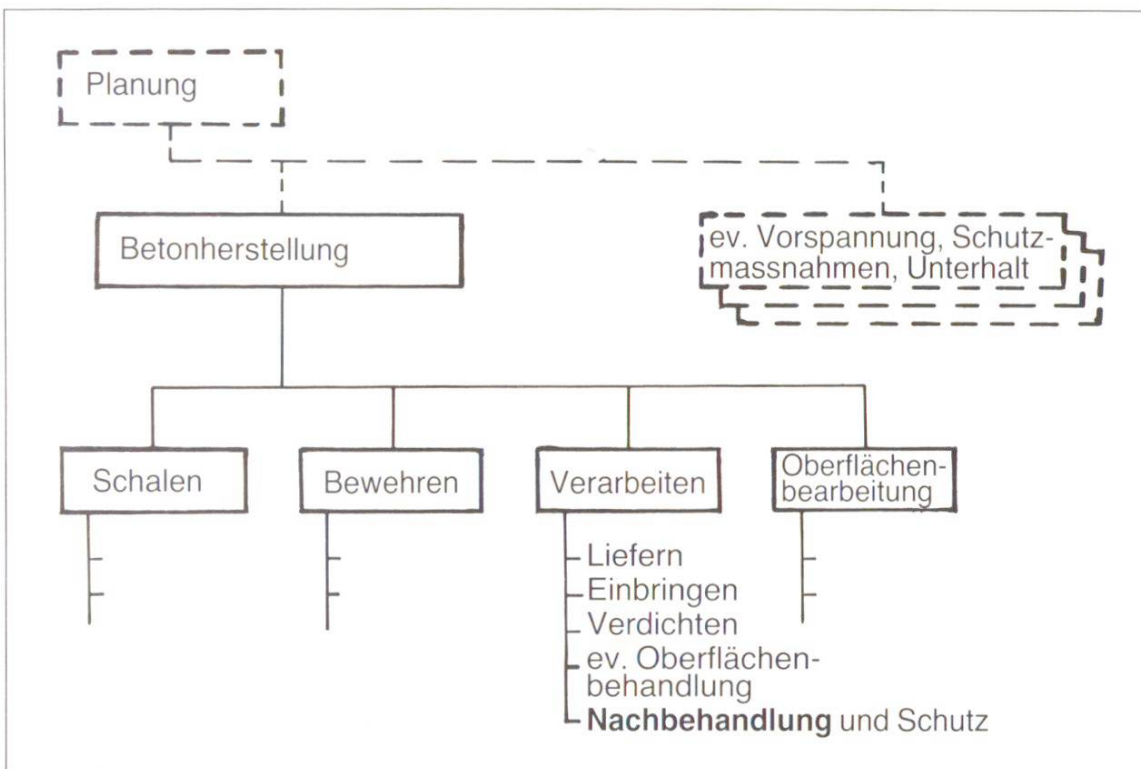 Planung
Betonherstellung
ev. Vorspannung, Schutz-
massnahmen, Unterhalt
Schalen
Bewehren
Verarbeiten
Oberflächen-
bearbeitung
Liefern
Einbringen
Verdichten
ev. Oberflächen-
behandlung
Nachbehandlung und Schutz